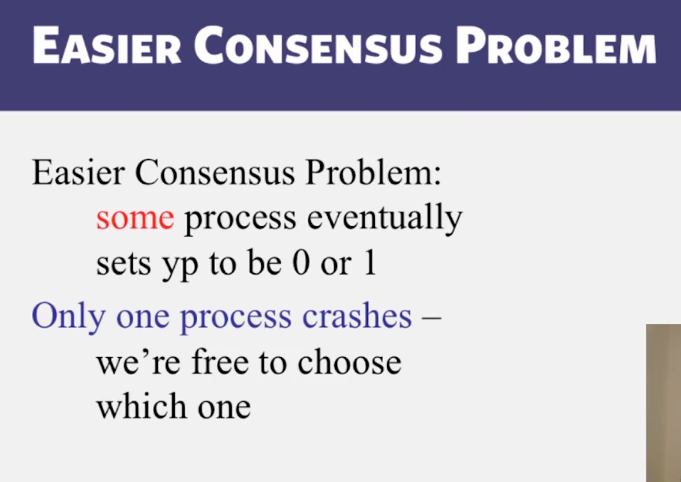 EASIER CONSENSUS PROBLEM
Easier Consensus Problem:
some process eventually
sets yp to be 0 or 1
Only one process crashes –
we're free to choose
which one